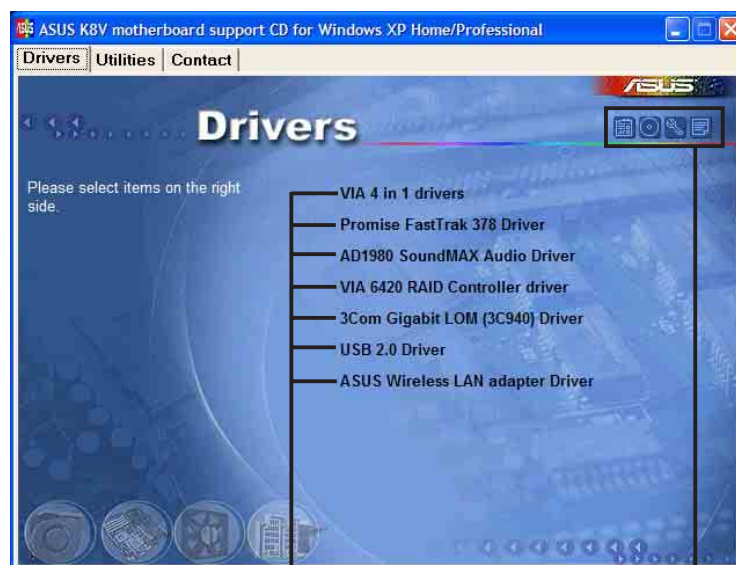 ASUS K8V motherboard support CD for Windows XP Home/Professional
Drivers Utilities Contact
ASUS
Drivers
Please select items on the right
side.
VIA 4 in 1 drivers
Promise FastTrak 378 Driver
AD1980 SoundMAX Audio Driver
VIA 6420 RAID Controller driver
3Com Gigabit LOM (3C940) Driver
USB 2.0 Driver
ASUS Wireless LAN adapter Driver